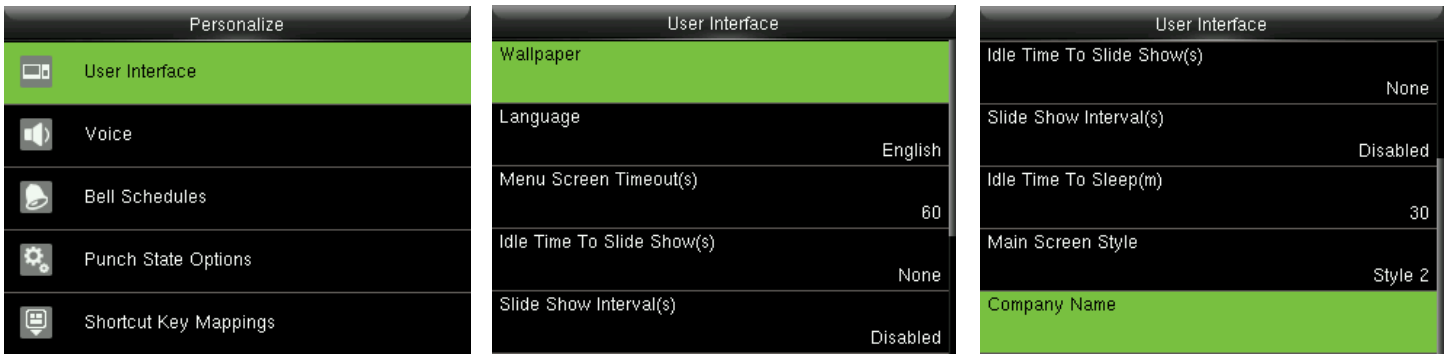 Personalize
User Interface
Voice
Bell Schedules
Punch State Options
Shortcut Key Mappings
User Interface
Wallpaper
Language
English
Menu Screen Timeout(s)
60
Idle Time To Slide Show(s)
None
Slide Show Interval(s)
Disabled
User Interface
Idle Time To Slide Show(s)
None
Slide Show Interval(s)
Disabled
Idle Time To Sleep(m)
30
Main Screen Style
Style 2
Company Name